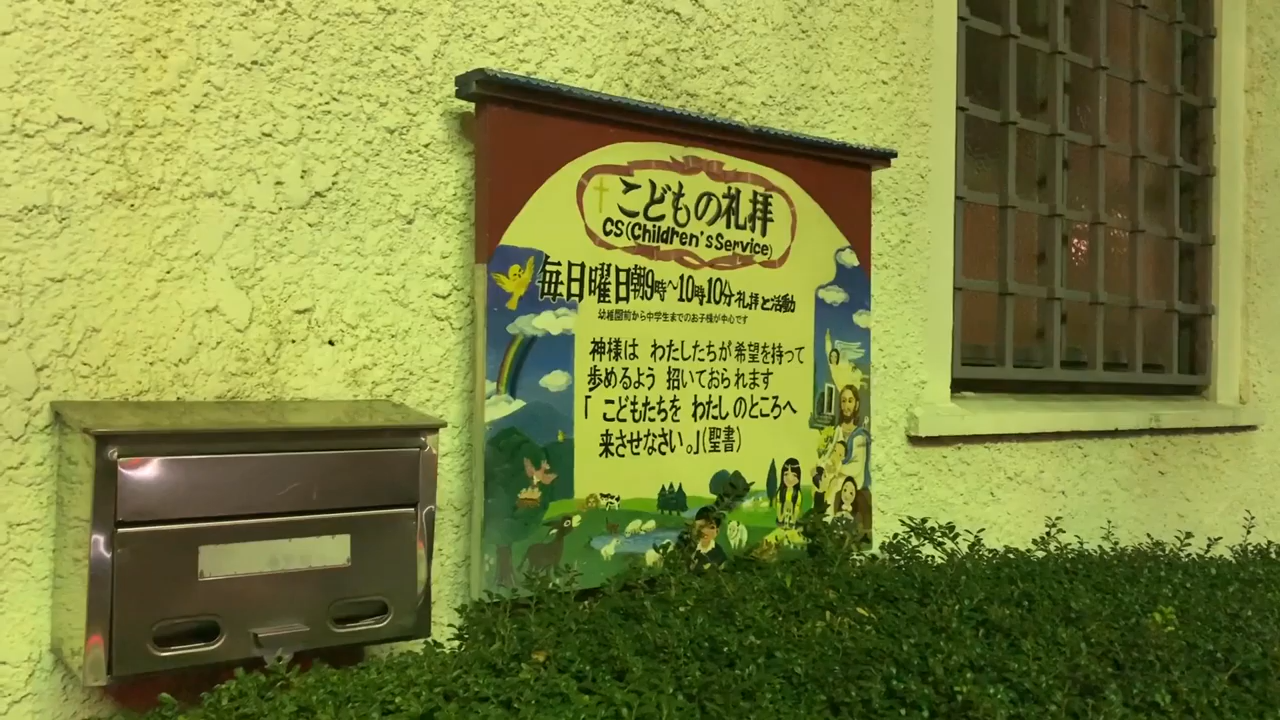 こどもの礼拝
CS(Children'sService)
毎日曜日朝9時〜10時10分礼拝と活動
幼稚園前から中学生までのお子様が中心です
神様は わたしたちが希望を持って
歩めるよう 招いておられます
「 こどもたちを わたしのところへ
来させなさい。」(聖書)